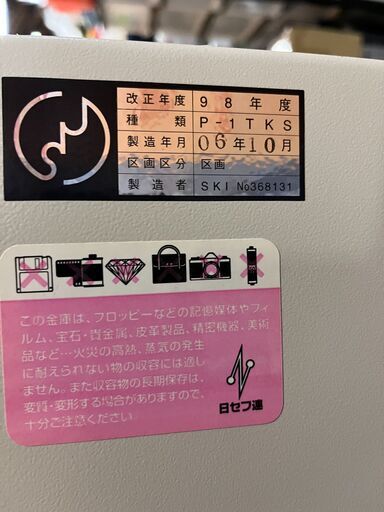 改正年度 98年度
種類 P-1TKS
製造年月 06年10月
区画区分 区画
製造者 SKI No368131
この金庫は、フロッピーなどの記憶媒体やフィ
ルム、宝石・貴金属、皮革製品、精密機器、美術
品など…火災の高熱、蒸気の発生
に耐えられない物の収容には適し
ません。また収容物の長期保存は、
変質・変形する場合がありますので、
十分ご注意ください。
日セフ連